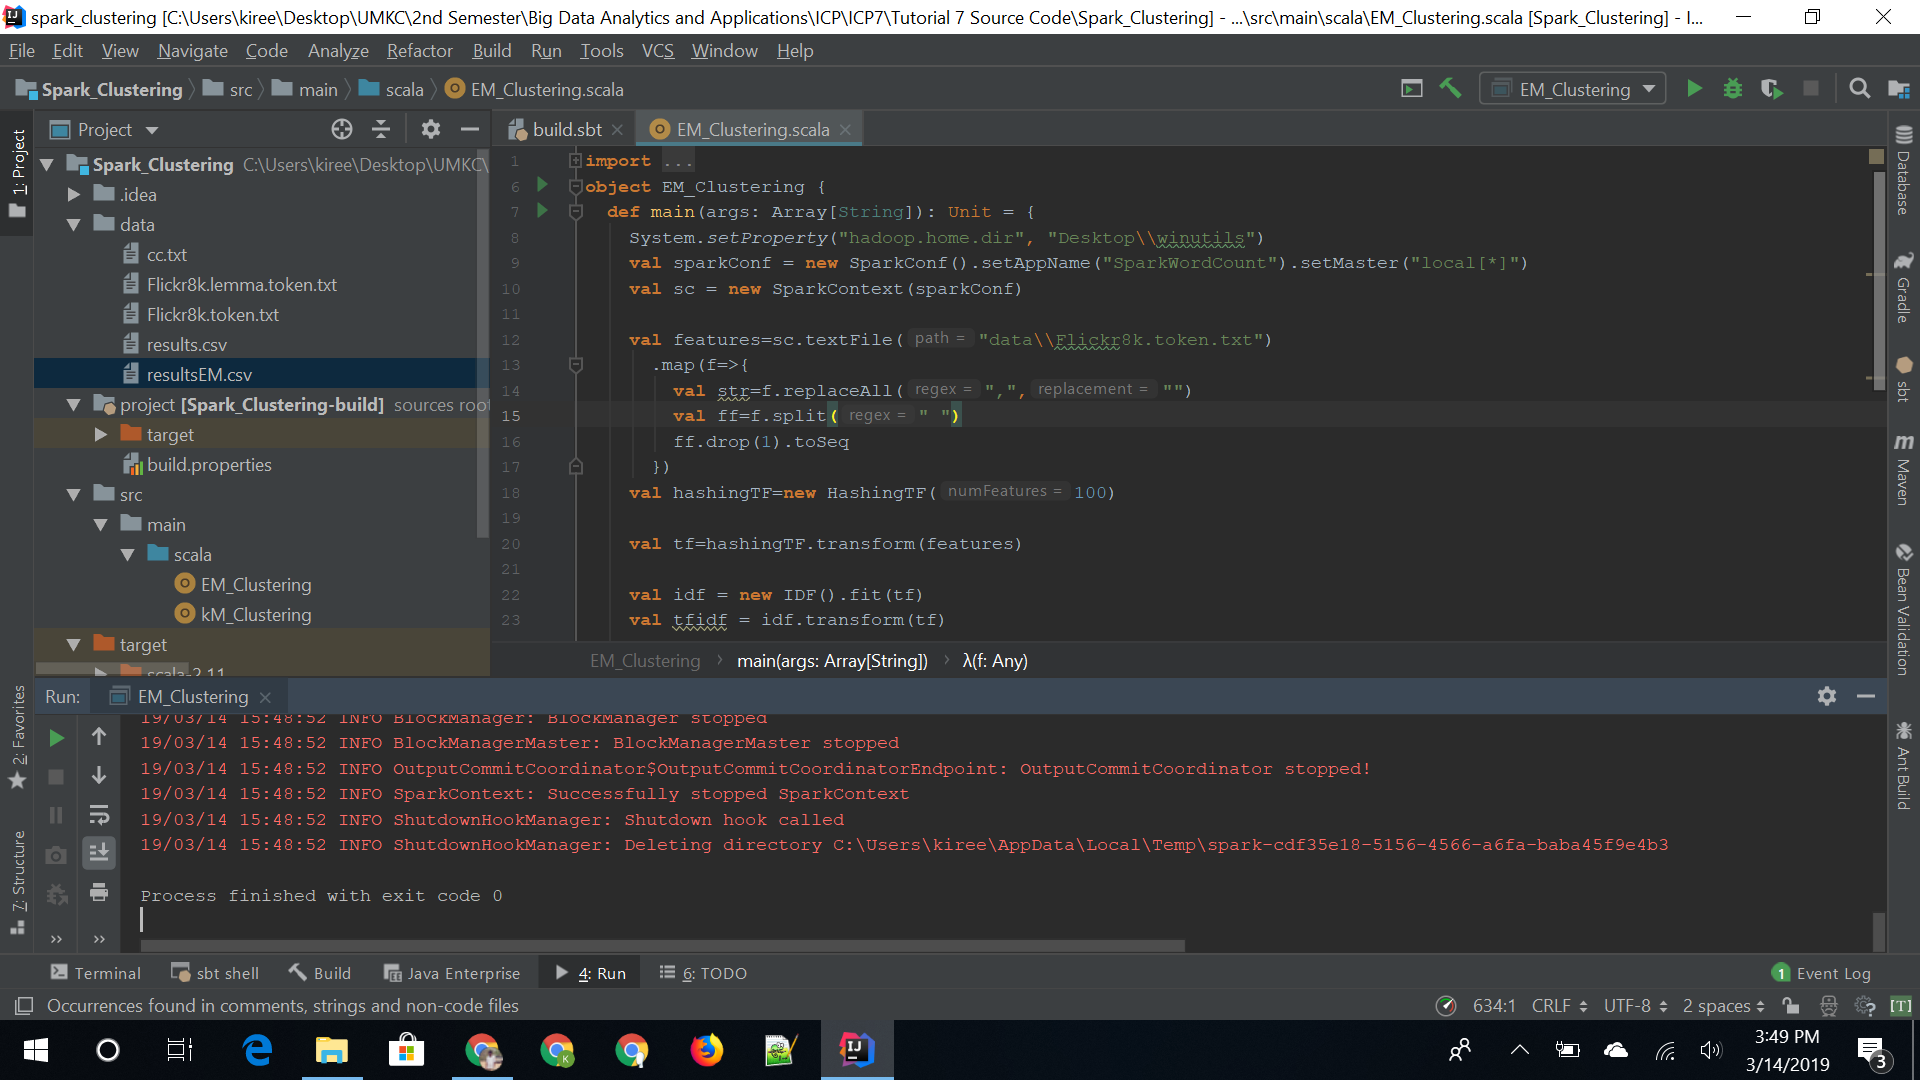 spark_clustering [C:\Users\kiree\Desktop\UMKC\2nd Semester\Big Data Analytics and Applications\ICP\ICP7\Tutorial 7 Source Code\Spark_Clustering] - ...\src\main\scala\EM_Clustering.scala [Spark_Clustering] - I...
File Edit View Navigate Code Analyze Refactor Build Run Tools VCS Window Help
Spark_Clustering src main scala EM_Clustering.scala
EM_Clustering
Project
build.sbt
EM_Clustering.scala
1: Project
Spark_Clustering C:\Users\kiree\Desktop\UMKC\
.idea
data
cc.txt
Flickr8k.lemma.token.txt
Flickr8k.token.txt
results.csv
resultsEM.csv
project [Spark_Clustering-build] sources root
target
build.properties
src
main
scala
EM_Clustering
kM_Clustering
target
scala-2.11
1 import ...
6 object EM_Clustering {
7 def main(args: Array[String]): Unit = {
8 System.setProperty("hadoop.home.dir", "Desktop\\winutils")
9 val sparkConf = new SparkConf().setAppName("SparkWordCount").setMaster("local[*]")
10 val sc = new SparkContext(sparkConf)
11
12 val features=sc.textFile( path = "data\\Flickr8k.token.txt")
13 .map(f=>{
14 val str=f.replaceAll( regex = ",", replacement = "")
15 val ff=f.split( regex = " ")
16 ff.drop(1).toSeq
17 })
18 val hashingTF=new HashingTF( numFeatures = 100)
19
20 val tf=hashingTF.transform(features)
21
22 val idf = new IDF().fit(tf)
23 val tfidf = idf.transform(tf)
EM_Clustering main(args: Array[String]) λ(f: Any)
Database
Gradle
sbt
Maven
Bean Validation
Ant Build
2: Favorites
7: Structure
Run: EM_Clustering
19/03/14 15:48:52 INFO BlockManager: BlockManager stopped
19/03/14 15:48:52 INFO BlockManagerMaster: BlockManagerMaster stopped
19/03/14 15:48:52 INFO OutputCommitCoordinator$OutputCommitCoordinatorEndpoint: OutputCommitCoordinator stopped!
19/03/14 15:48:52 INFO SparkContext: Successfully stopped SparkContext
19/03/14 15:48:52 INFO ShutdownHookManager: Shutdown hook called
19/03/14 15:48:52 INFO ShutdownHookManager: Deleting directory C:\Users\kiree\AppData\Local\Temp\spark-cdf35e18-5156-4566-a6fa-baba45f9e4b3
Process finished with exit code 0
Terminal sbt shell Build Java Enterprise 4: Run 6: TODO 1 Event Log
Occurrences found in comments, strings and non-code files 634:1 CRLF UTF-8 2 spaces [T]
3:49 PM
3/14/2019
3